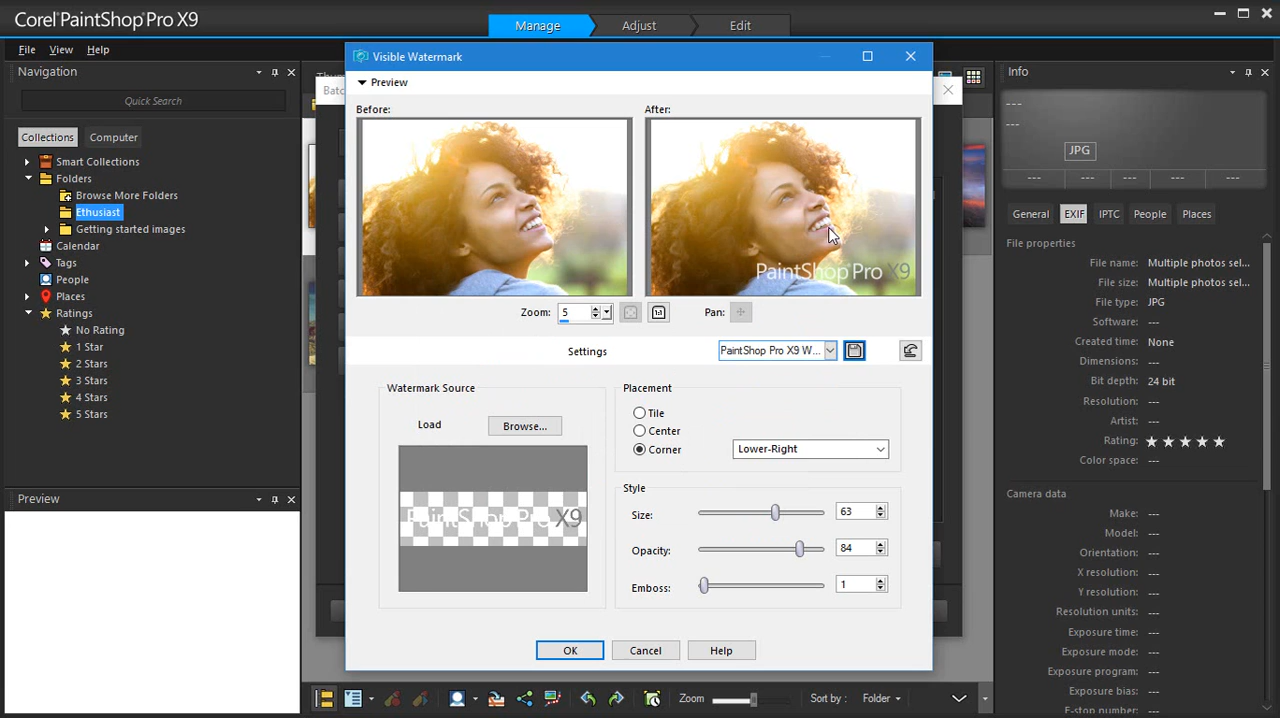 Corel PaintShop Pro X9
Manage
Adjust
Edit
File
View
Help
Navigation
Quick Search
Collections
Computer
Smart Collections
Folders
Browse More Folders
Ethusiast
Getting started images
Calendar
Tags
People
Places
Ratings
No Rating
1 Star
2 Stars
3 Stars
4 Stars
5 Stars
Preview
Visible Watermark
Preview
Before:
After:
PaintShop Pro X9
Zoom:
5
1:1
Pan:
Settings
PaintShop Pro X9 W...
Watermark Source
Load
Browse...
PaintShop Pro X9
Placement
Tile
Center
Corner
Lower-Right
Style
Size:
63
Opacity:
84
Emboss:
1
OK
Cancel
Help
Zoom
Sort by :
Folder
Info
---
---
JPG
--- --- --- --- ---
General
EXIF
IPTC
People
Places
File properties
File name: Multiple photos sel...
File size: Multiple photos sel...
File type: JPG
Software: ---
Created time: None
Dimensions: ---
Bit depth: 24 bit
Resolution: ---
Artist: ---
Rating:
Color space: ---
Camera data
Make: ---
Model: ---
Orientation: ---
X resolution: ---
Y resolution: ---
Resolution units: ---
Exposure time: ---
Exposure mode: ---
Exposure program: ---
Exposure bias: ---
F-stop number: ---